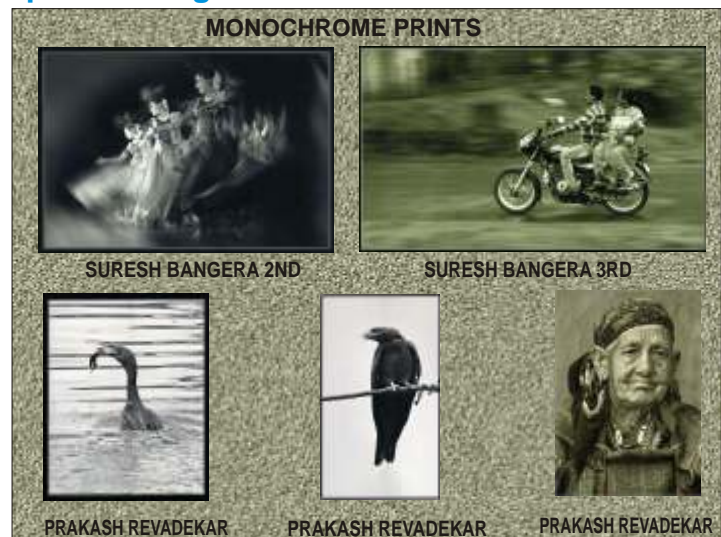 MONOCHROME PRINTS
SURESH BANGERA 2ND
SURESH BANGERA 3RD
PRAKASH REVADEKAR
PRAKASH REVADEKAR
PRAKASH REVADEKAR